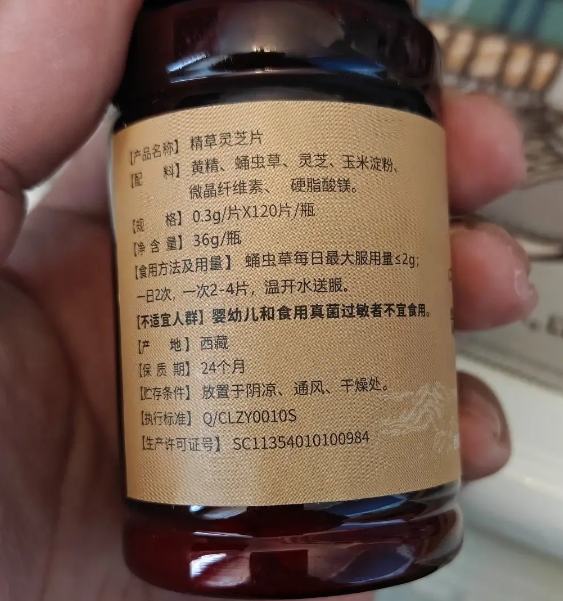 【产品名称】精草灵芝片
【配 料】黄精、蛹虫草、灵芝、玉米淀粉、
微晶纤维素、 硬脂酸镁。
【规 格】0.3g/片X120片/瓶
【净 含 量】36g/瓶
【食用方法及用量】 蛹虫草每日最大服用量≤2g;
一日2次，一次2-4片，温开水送服。
【不适宜人群】婴幼儿和食用真菌过敏者不宜食用。
【产 地】西藏
【保 质 期】24个月
【贮存条件】放置于阴凉、通风、干燥处。
【执行标准】Q/CLZY0010S
【生产许可证号】 SC11354010100984